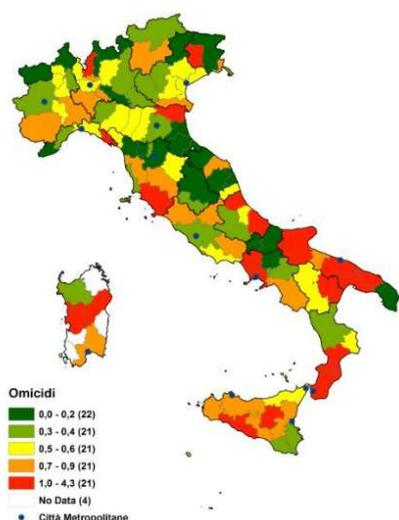 Omicidi
0,0 - 0,2 (22)
0,3 - 0,4 (21)
0,5 - 0,6 (21)
0,7 - 0,9 (21)
1,0 - 4,3 (21)
No Data (4)
Città Metropolitane